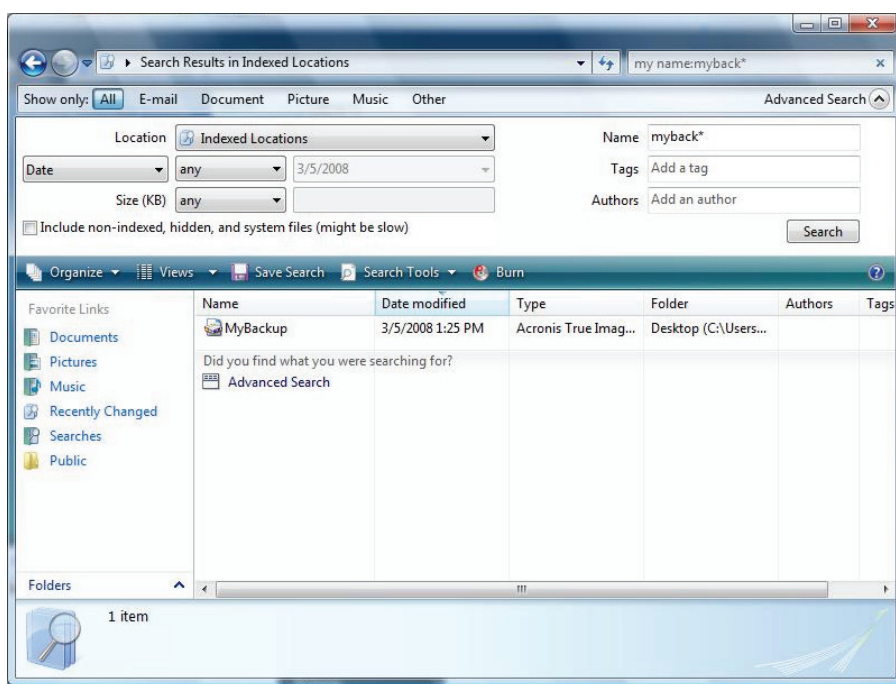 Search Results in Indexed Locations
my name:myback*
Show only: All E-mail Document Picture Music Other Advanced Search
Location Indexed Locations Name myback*
Date any 3/5/2008 Tags Add a tag
Size (KB) any Authors Add an author
Include non-indexed, hidden, and system files (might be slow) Search
Organize Views Save Search Search Tools Burn
Favorite Links
Documents
Pictures
Music
Recently Changed
Searches
Public
Folders
Name Date modified Type Folder Authors Tags
MyBackup 3/5/2008 1:25 PM Acronis True Imag... Desktop (C:\Users...
Did you find what you were searching for?
Advanced Search
1 item